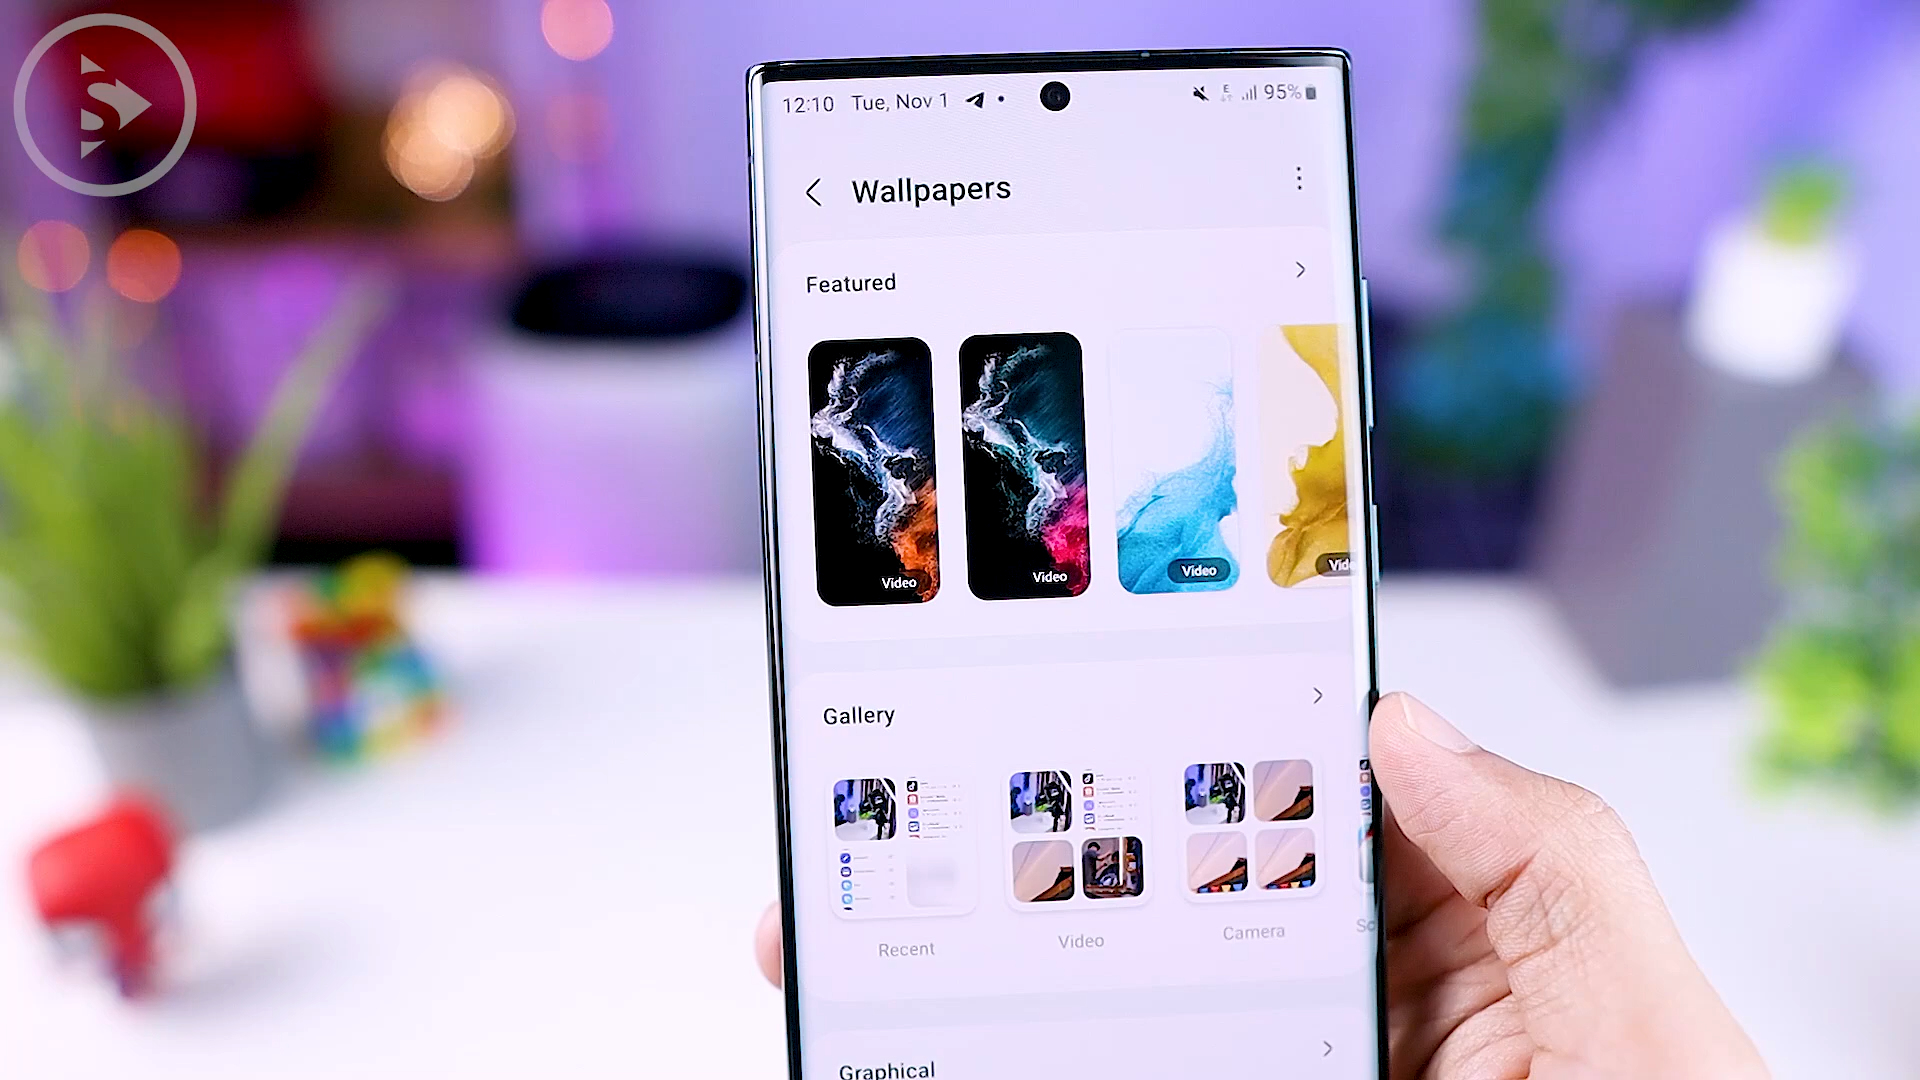 S
12:10 Tue, Nov 1
E
95%
Wallpapers
Featured
Video
Video
Video
Gallery
Recent
Video
Camera
Graphical